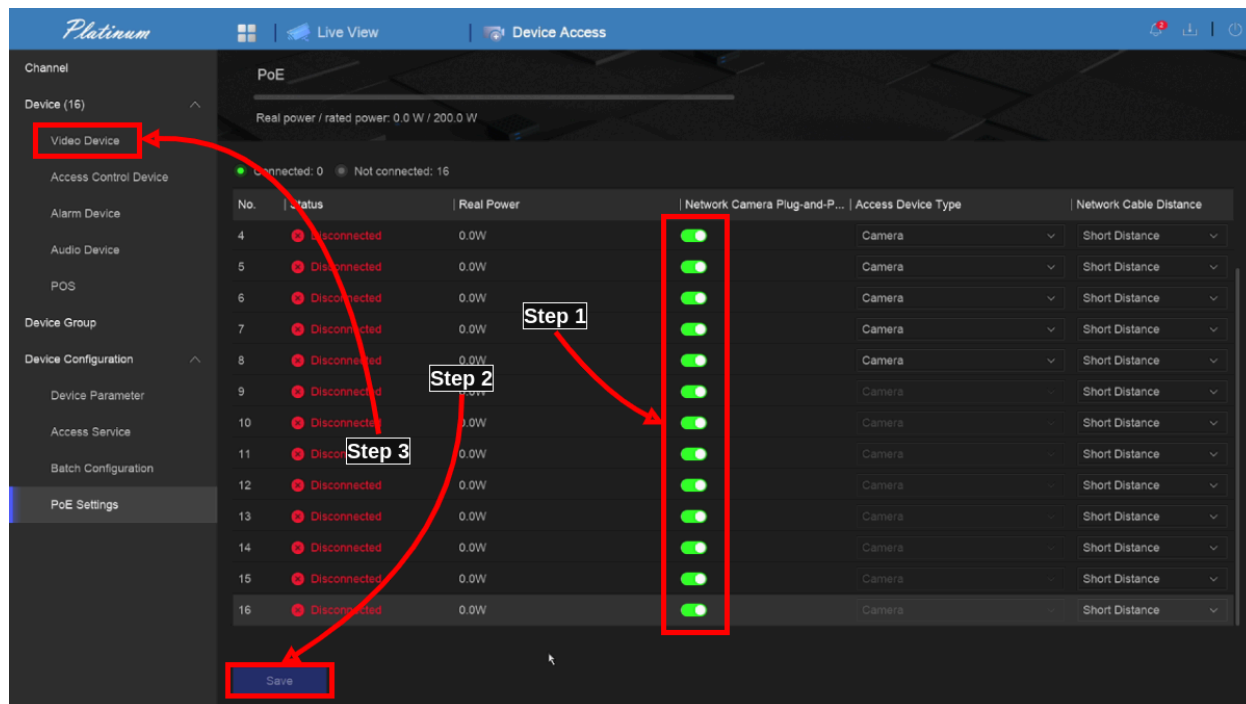 Platinum
Live View
Device Access
Channel
Device (16)
Video Device
Access Control Device
Alarm Device
Audio Device
POS
Device Group
Device Configuration
Device Parameter
Access Service
Batch Configuration
PoE Settings
PoE
Real power / rated power: 0.0 W / 200.0 W
Connected: 0 Not connected: 16
No. Status Real Power Network Camera Plug-and-P... Access Device Type Network Cable Distance
4 Disconnected 0.0W Camera Short Distance
5 Disconnected 0.0W Camera Short Distance
6 Disconnected 0.0W Camera Short Distance
Step 1
7 Disconnected 0.0W Camera Short Distance
8 Disconnected 0.0W Camera Short Distance
Step 2
9 Disconnected 0.0W Camera Short Distance
10 Disconnected 0.0W Camera Short Distance
Step 3
11 0.0W Camera Short Distance
12 Disconnected 0.0W Camera Short Distance
13 Disconnected 0.0W Camera Short Distance
14 Disconnected 0.0W Camera Short Distance
15 Disconnected 0.0W Camera Short Distance
16 Disconnected 0.0W Camera Short Distance
Save